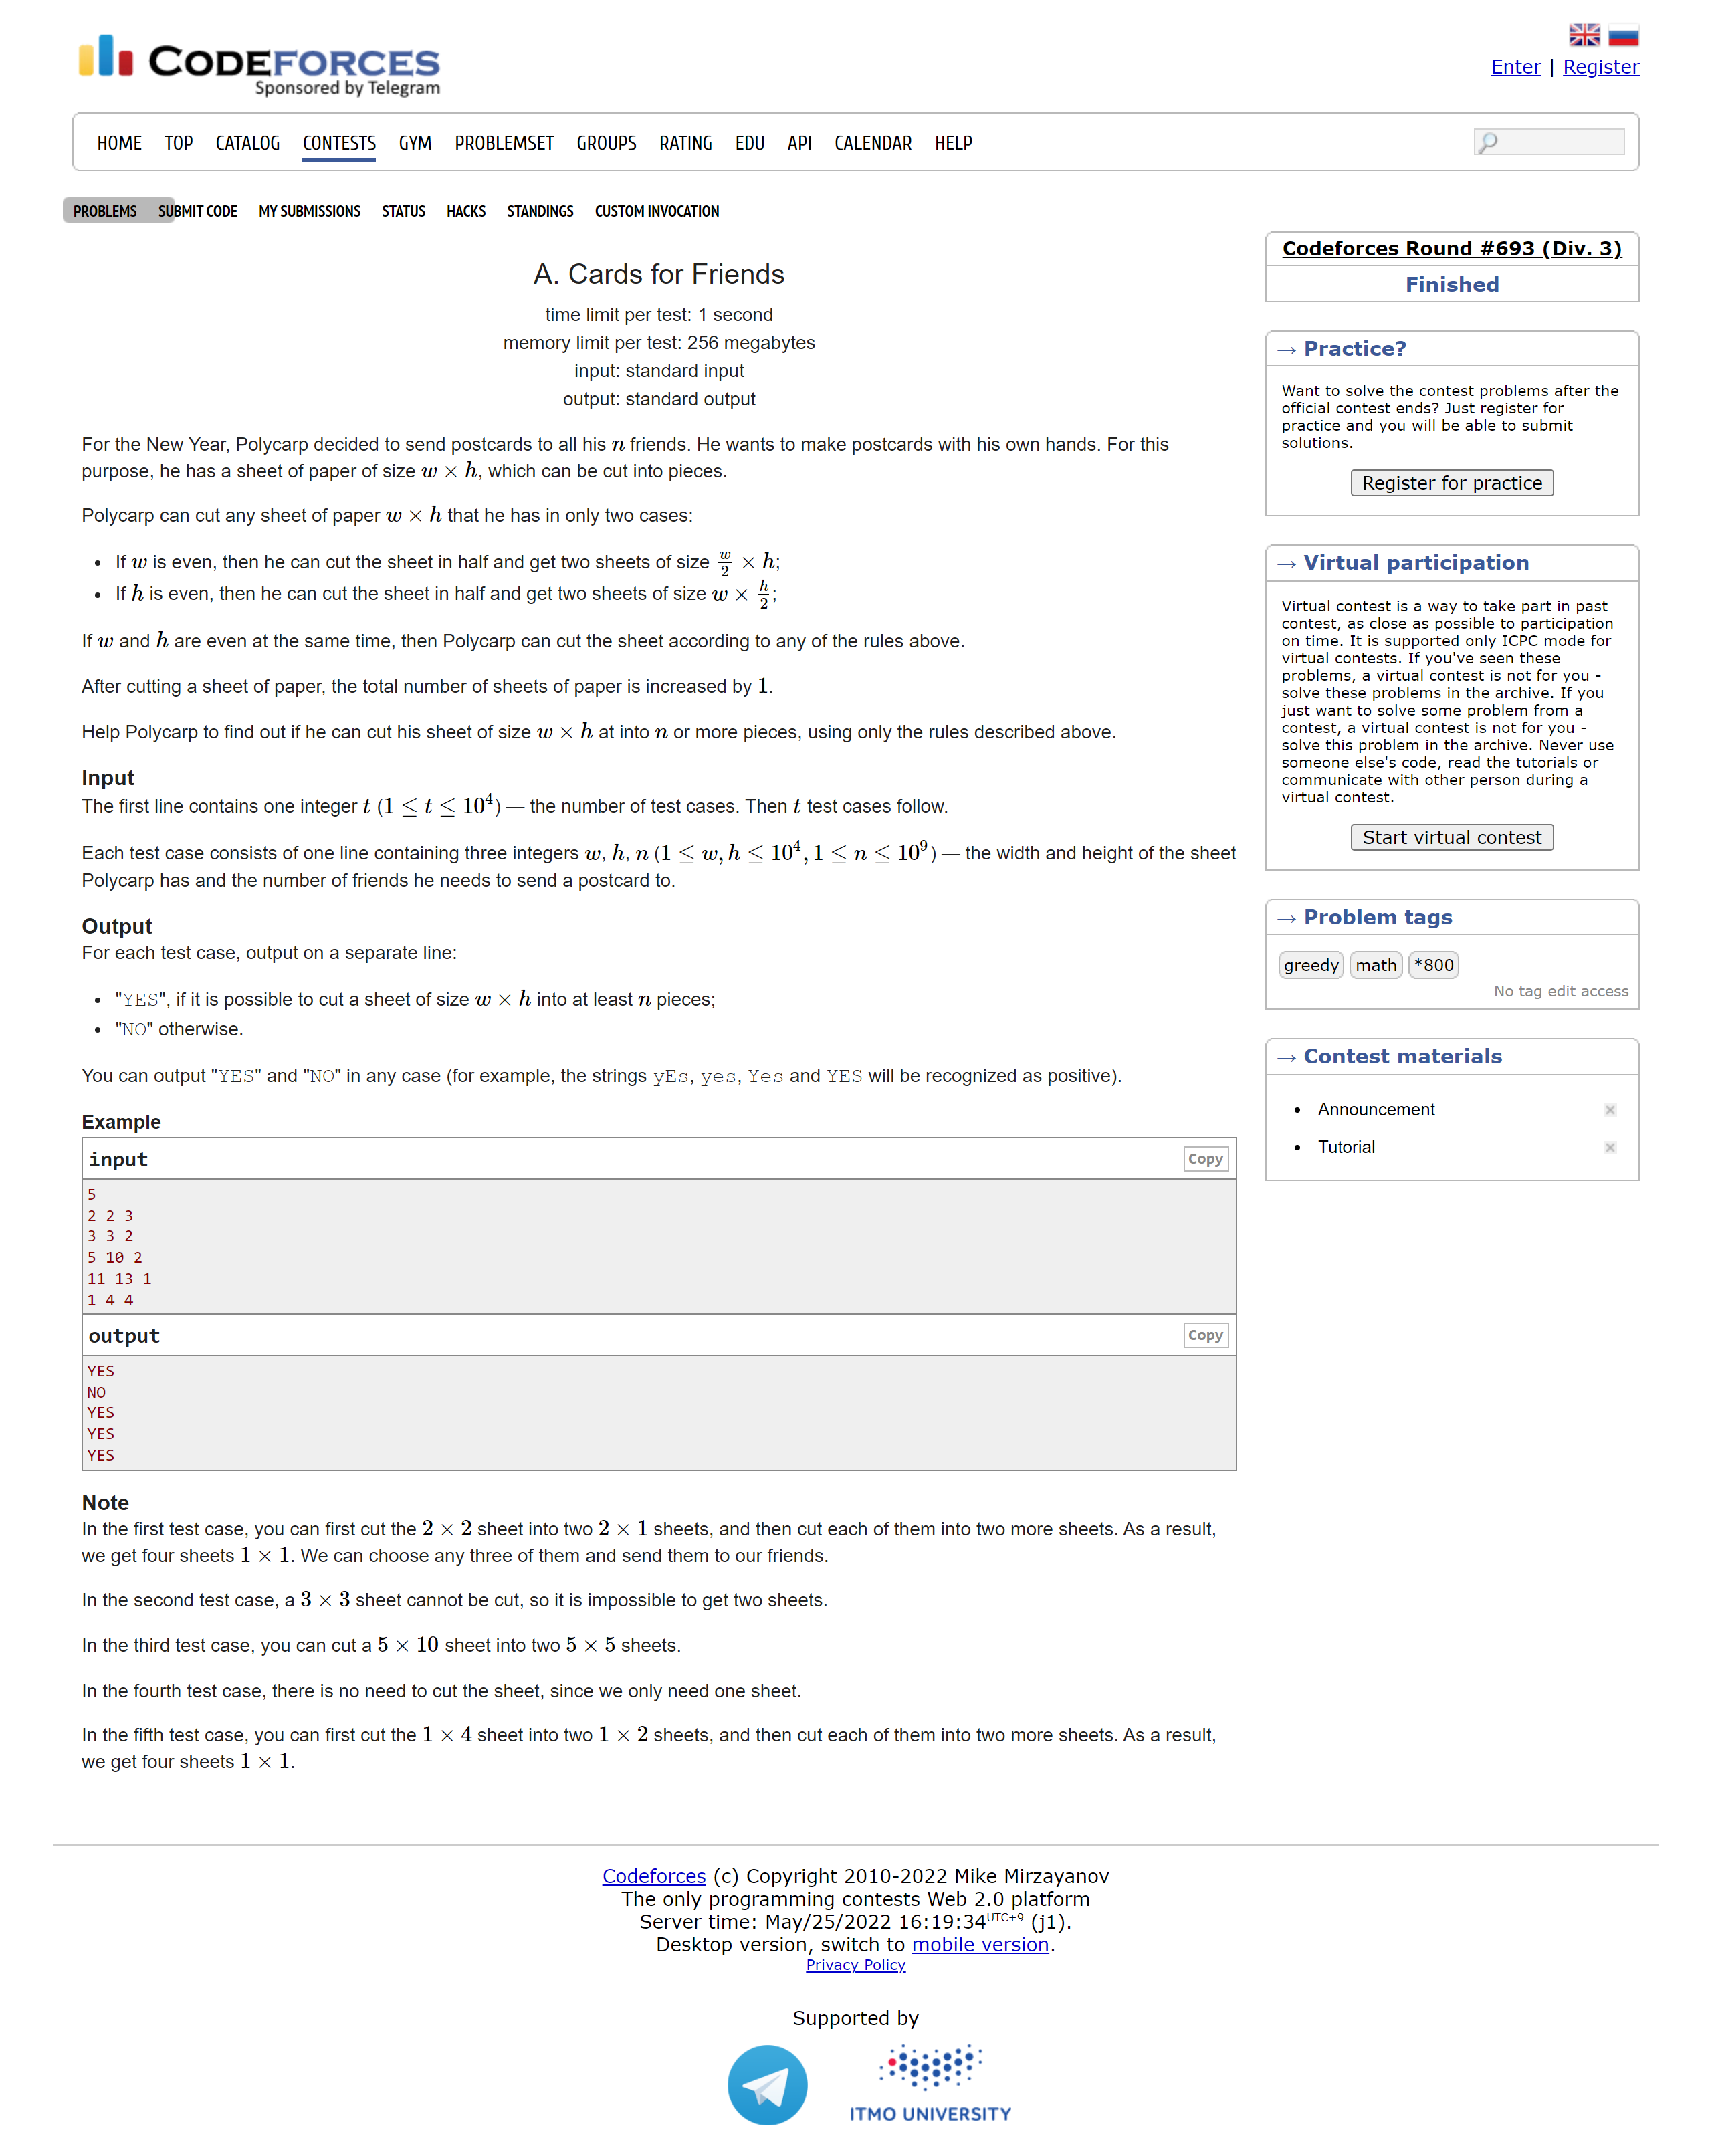 CODEFORCES
Sponsored by Telegram
Enter | Register
HOME TOP CATALOG CONTESTS GYM PROBLEMSET GROUPS RATING EDU API CALENDAR HELP
PROBLEMS SUBMIT CODE MY SUBMISSIONS STATUS HACKS STANDINGS CUSTOM INVOCATION
A. Cards for Friends
time limit per test: 1 second
memory limit per test: 256 megabytes
input: standard input
output: standard output
For the New Year, Polycarp decided to send postcards to all his n friends. He wants to make postcards with his own hands. For this
purpose, he has a sheet of paper of size w × h, which can be cut into pieces.
Polycarp can cut any sheet of paper w × h that he has in only two cases:
• If w is even, then he can cut the sheet in half and get two sheets of size w/2 × h;
• If h is even, then he can cut the sheet in half and get two sheets of size w × h/2;
If w and h are even at the same time, then Polycarp can cut the sheet according to any of the rules above.
After cutting a sheet of paper, the total number of sheets of paper is increased by 1.
Help Polycarp to find out if he can cut his sheet of size w × h at into n or more pieces, using only the rules described above.
Input
The first line contains one integer t (1 ≤ t ≤ 10⁴) — the number of test cases. Then t test cases follow.
Each test case consists of one line containing three integers w, h, n (1 ≤ w, h ≤ 10⁴, 1 ≤ n ≤ 10⁹) — the width and height of the sheet
Polycarp has and the number of friends he needs to send a postcard to.
Output
For each test case, output on a separate line:
• "YES", if it is possible to cut a sheet of size w × h into at least n pieces;
• "NO" otherwise.
You can output "YES" and "NO" in any case (for example, the strings yEs, yes, Yes and YES will be recognized as positive).
Example
input
Copy
5
2 2 3
3 3 2
5 10 2
11 13 1
1 4 4
output
Copy
YES
NO
YES
YES
YES
Note
In the first test case, you can first cut the 2 × 2 sheet into two 2 × 1 sheets, and then cut each of them into two more sheets. As a result,
we get four sheets 1 × 1. We can choose any three of them and send them to our friends.
In the second test case, a 3 × 3 sheet cannot be cut, so it is impossible to get two sheets.
In the third test case, you can cut a 5 × 10 sheet into two 5 × 5 sheets.
In the fourth test case, there is no need to cut the sheet, since we only need one sheet.
In the fifth test case, you can first cut the 1 × 4 sheet into two 1 × 2 sheets, and then cut each of them into two more sheets. As a result,
we get four sheets 1 × 1.
Codeforces Round #693 (Div. 3)
Finished
→ Practice?
Want to solve the contest problems after the
official contest ends? Just register for
practice and you will be able to submit
solutions.
Register for practice
→ Virtual participation
Virtual contest is a way to take part in past
contest, as close as possible to participation
on time. It is supported only ICPC mode for
virtual contests. If you've seen these
problems, a virtual contest is not for you -
solve these problems in the archive. If you
just want to solve some problem from a
contest, a virtual contest is not for you -
solve this problem in the archive. Never use
someone else's code, read the tutorials or
communicate with other person during a
virtual contest.
Start virtual contest
→ Problem tags
greedy math *800
No tag edit access
→ Contest materials
• Announcement
• Tutorial
Codeforces (c) Copyright 2010-2022 Mike Mirzayanov
The only programming contests Web 2.0 platform
Server time: May/25/2022 16:19:34 UTC+9 (j1).
Desktop version, switch to mobile version.
Privacy Policy
Supported by
ITMO UNIVERSITY